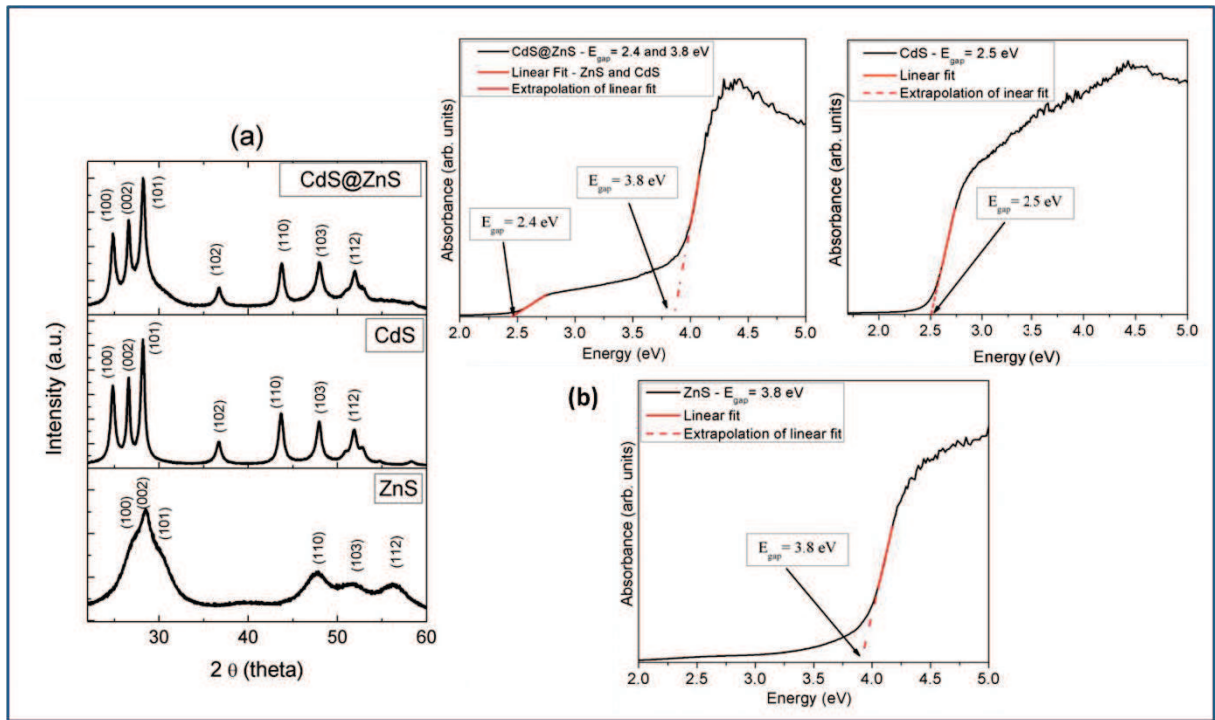 (a)
CdS@ZnS
(100)
(002)
(101)
(102)
(110)
(103)
(112)
CdS
(100)
(002)
(101)
(102)
(110)
(103)
(112)
ZnS
(100)
(002)
(101)
(110)
(103)
(112)
Intensity (a.u.)
30 40 50 60
2 θ (theta)
CdS@ZnS - Egap= 2.4 and 3.8 eV
Linear Fit - ZnS and CdS
Extrapolation of linear fit
Egap = 3.8 eV
Egap = 2.4 eV
Absorbance (arb. units)
2.0 2.5 3.0 3.5 4.0 4.5 5.0
Energy (eV)
CdS - Egap= 2.5 eV
Linear fit
Extrapolation of inear fit
Egap = 2.5 eV
Absorbance (arb. units)
2.0 2.5 3.0 3.5 4.0 4.5 5.0
Energy (eV)
(b)
ZnS - Egap= 3.8 eV
Linear fit
Extrapolation of linear fit
Egap = 3.8 eV
Absorbance (arb. units)
2.0 2.5 3.0 3.5 4.0 4.5 5.0
Energy (eV)